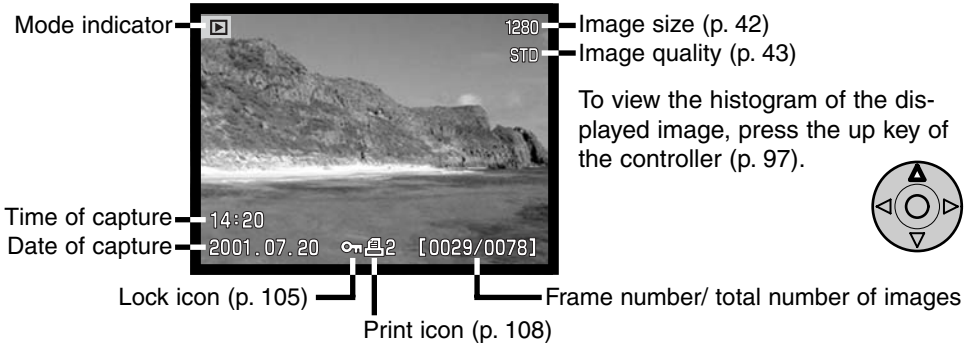 Mode indicator
1280
Image size (p. 42)
STD
Image quality (p. 43)
To view the histogram of the dis-
played image, press the up key of
the controller (p. 97).
Time of capture
14:20
Date of capture
2001.07.20
2
[0029/0078]
Lock icon (p. 105)
Frame number/ total number of images
Print icon (p. 108)